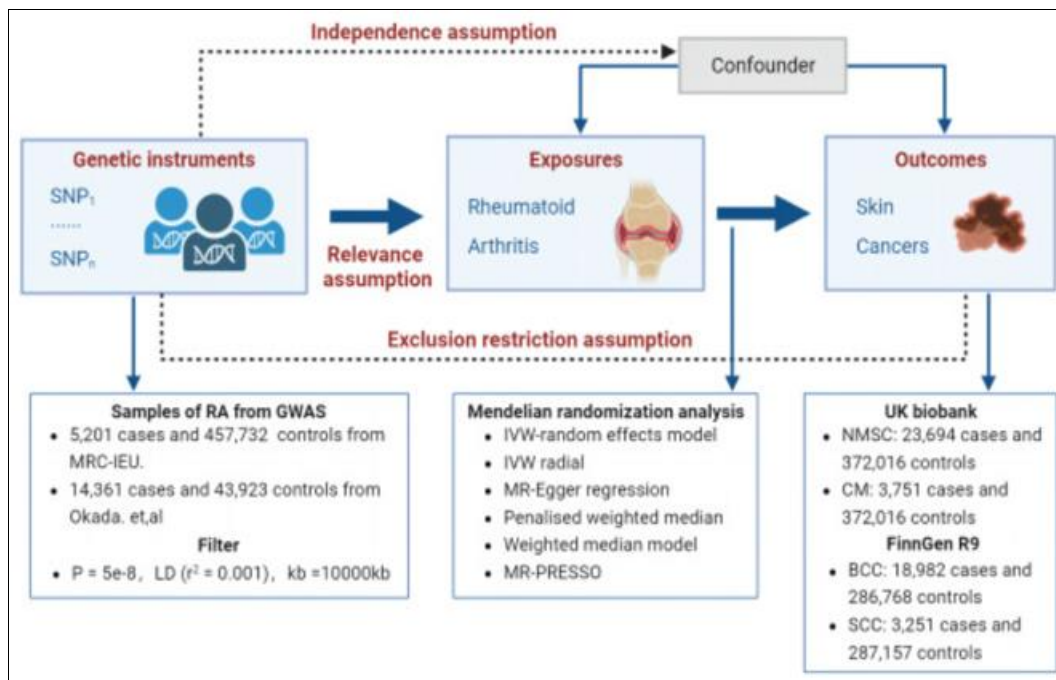 Independence assumption
Confounder
Genetic instruments
SNP₁
......
SNPₙ
Relevance
assumption
Exposures
Rheumatoid
Arthritis
Outcomes
Skin
Cancers
Exclusion restriction assumption
Samples of RA from GWAS
• 5,201 cases and 457,732 controls from
MRC-IEU.
• 14,361 cases and 43,923 controls from
Okada. et,al
Filter
• P = 5e-8, LD (r² = 0.001), kb =10000kb
Mendelian randomization analysis
• IVW-random effects model
• IVW radial
• MR-Egger regression
• Penalised weighted median
• Weighted median model
• MR-PRESSO
UK biobank
• NMSC: 23,694 cases and
372,016 controls
• CM: 3,751 cases and
372,016 controls
FinnGen R9
• BCC: 18,982 cases and
286,768 controls
• SCC: 3,251 cases and
287,157 controls